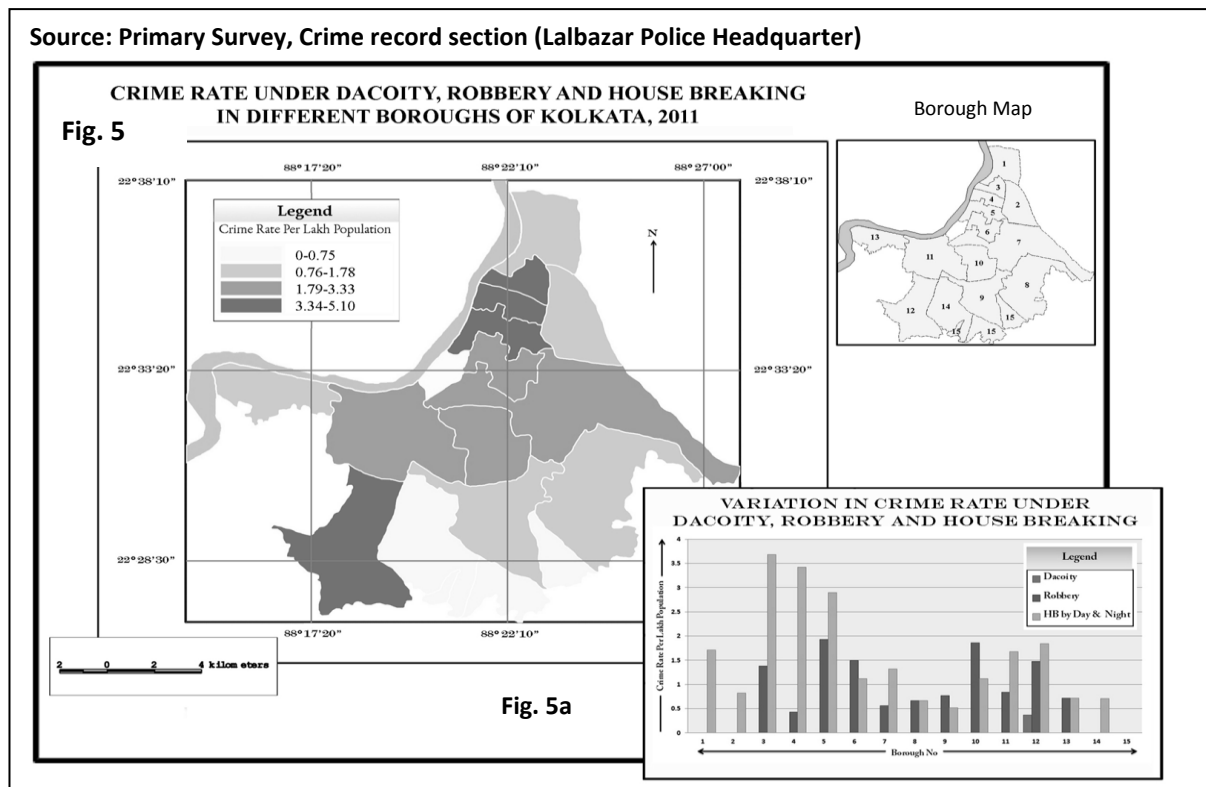 Source: Primary Survey, Crime record section (Lalbazar Police Headquarter)
CRIME RATE UNDER DACOITY, ROBBERY AND HOUSE BREAKING
IN DIFFERENT BOROUGHS OF KOLKATA, 2011
Fig. 5
88°17'20" 88°22'10" 88°27'00"
22°38'10" 22°38'10"
Legend
Crime Rate Per Lakh Population
0-0.75
0.76-1.78
1.79-3.33
3.34-5.10
N
22°33'20" 22°33'20"
22°28'30"
88°17'20" 88°22'10"
2 0 2 4 kilometers
Fig. 5a
Borough Map
1
3
4
2
5
6
7
13
11
10
8
9
12
14
15
15
15
VARIATION IN CRIME RATE UNDER
DACOITY, ROBBERY AND HOUSE BREAKING
Crime Rate Per Lakh Population
4
3.5
3
2.5
2
1.5
1
0.5
0
Legend
Dacoity
Robbery
HB by Day & Night
1 2 3 4 5 6 7 8 9 10 11 12 13 14 15
Borough No